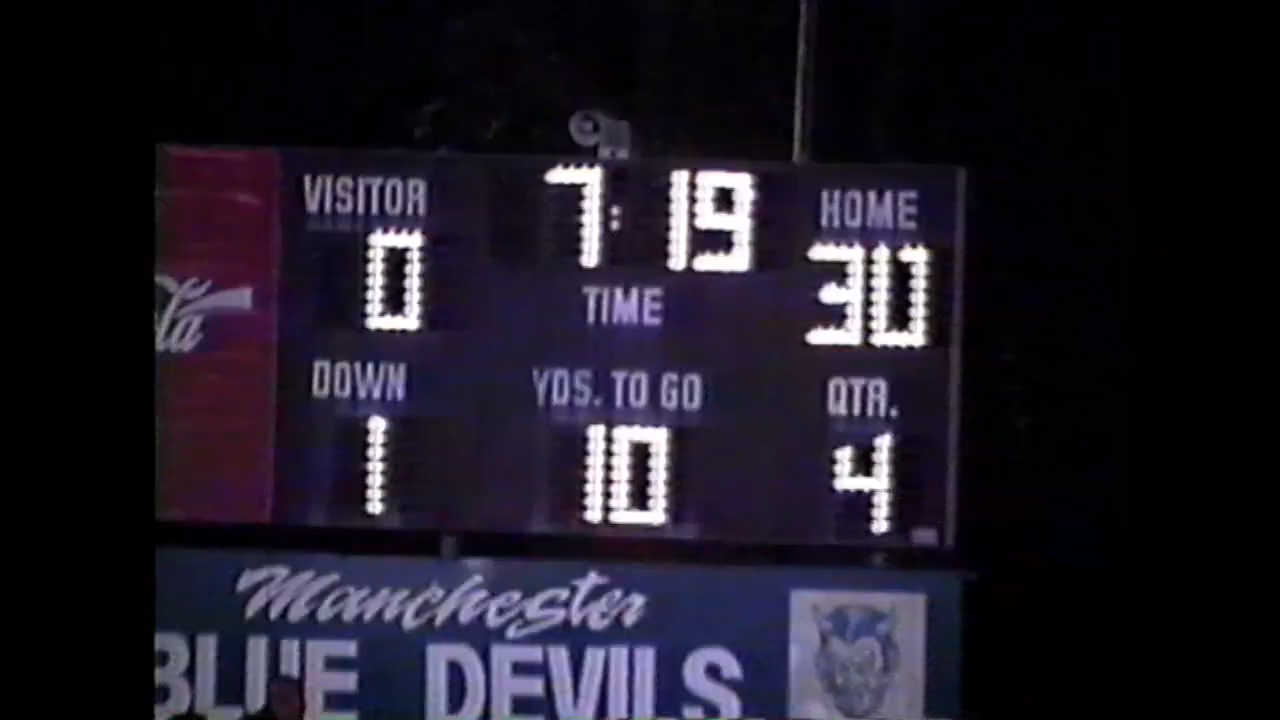 VISITOR 7:19 HOME
0 TIME 30
DOWN YDS. TO GO QTR.
1 10 4
Manchester
BLUE DEVILS